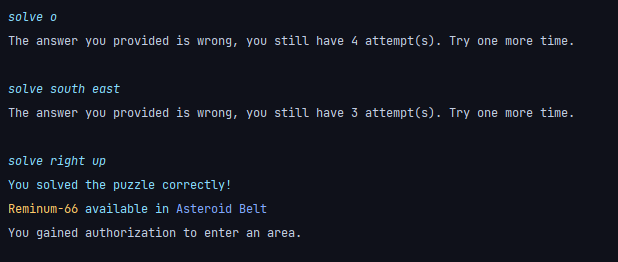 solve o
The answer you provided is wrong, you still have 4 attempt(s). Try one more time.
solve south east
The answer you provided is wrong, you still have 3 attempt(s). Try one more time.
solve right up
You solved the puzzle correctly!
Reminum-66 available in Asteroid Belt
You gained authorization to enter an area.